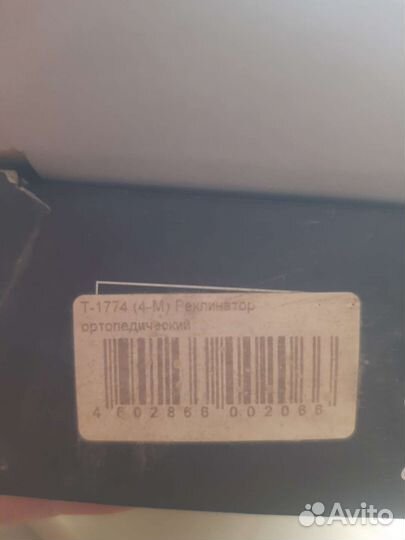 Т-1774 (4-М) Реклинатор
ортопедический
4 602866 002066
Avito